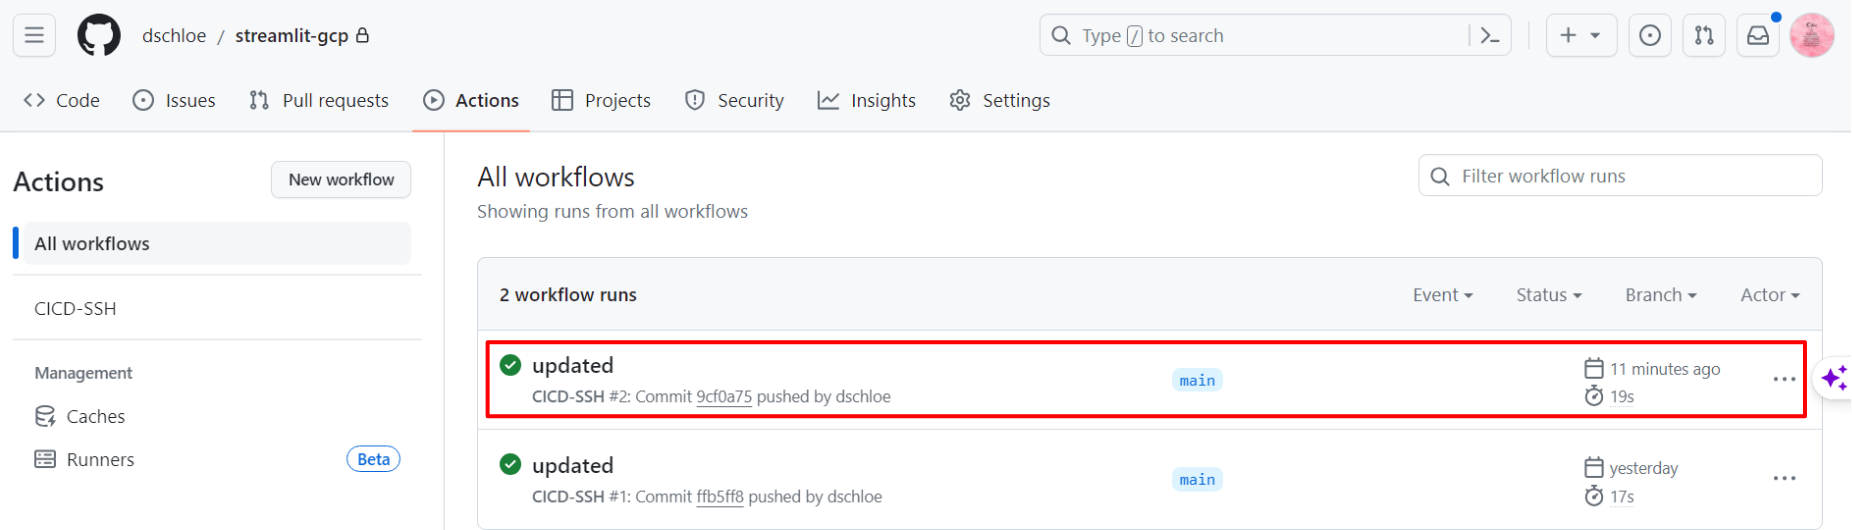 dschloe / streamlit-gcp
Type / to search
Code Issues Pull requests Actions Projects Security Insights Settings
Actions
New workflow
All workflows
CICD-SSH
Management
Caches
Runners Beta
All workflows
Showing runs from all workflows
Filter workflow runs
2 workflow runs
Event Status Branch Actor
updated
CICD-SSH #2: Commit 9cf0a75 pushed by dschloe
main
11 minutes ago
19s
updated
CICD-SSH #1: Commit ffb5ff8 pushed by dschloe
main
yesterday
17s